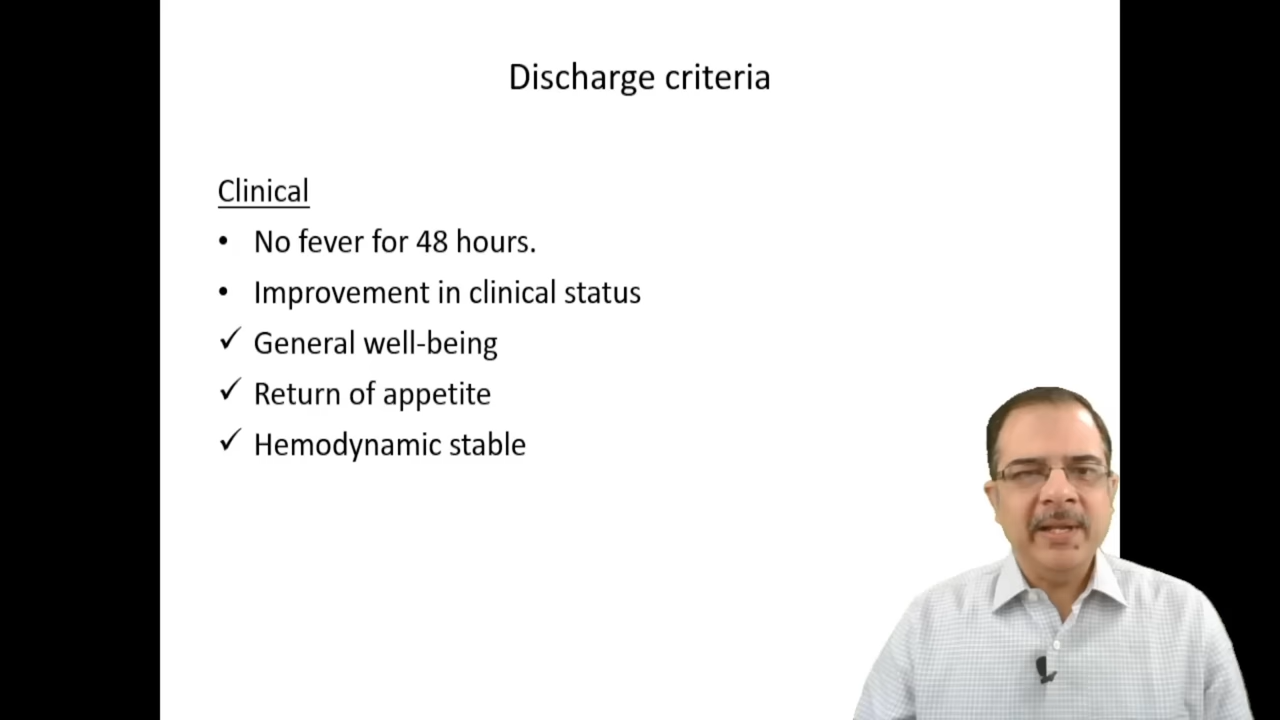 Discharge criteria
Clinical
• No fever for 48 hours.
• Improvement in clinical status
✓ General well-being
✓ Return of appetite
✓ Hemodynamic stable